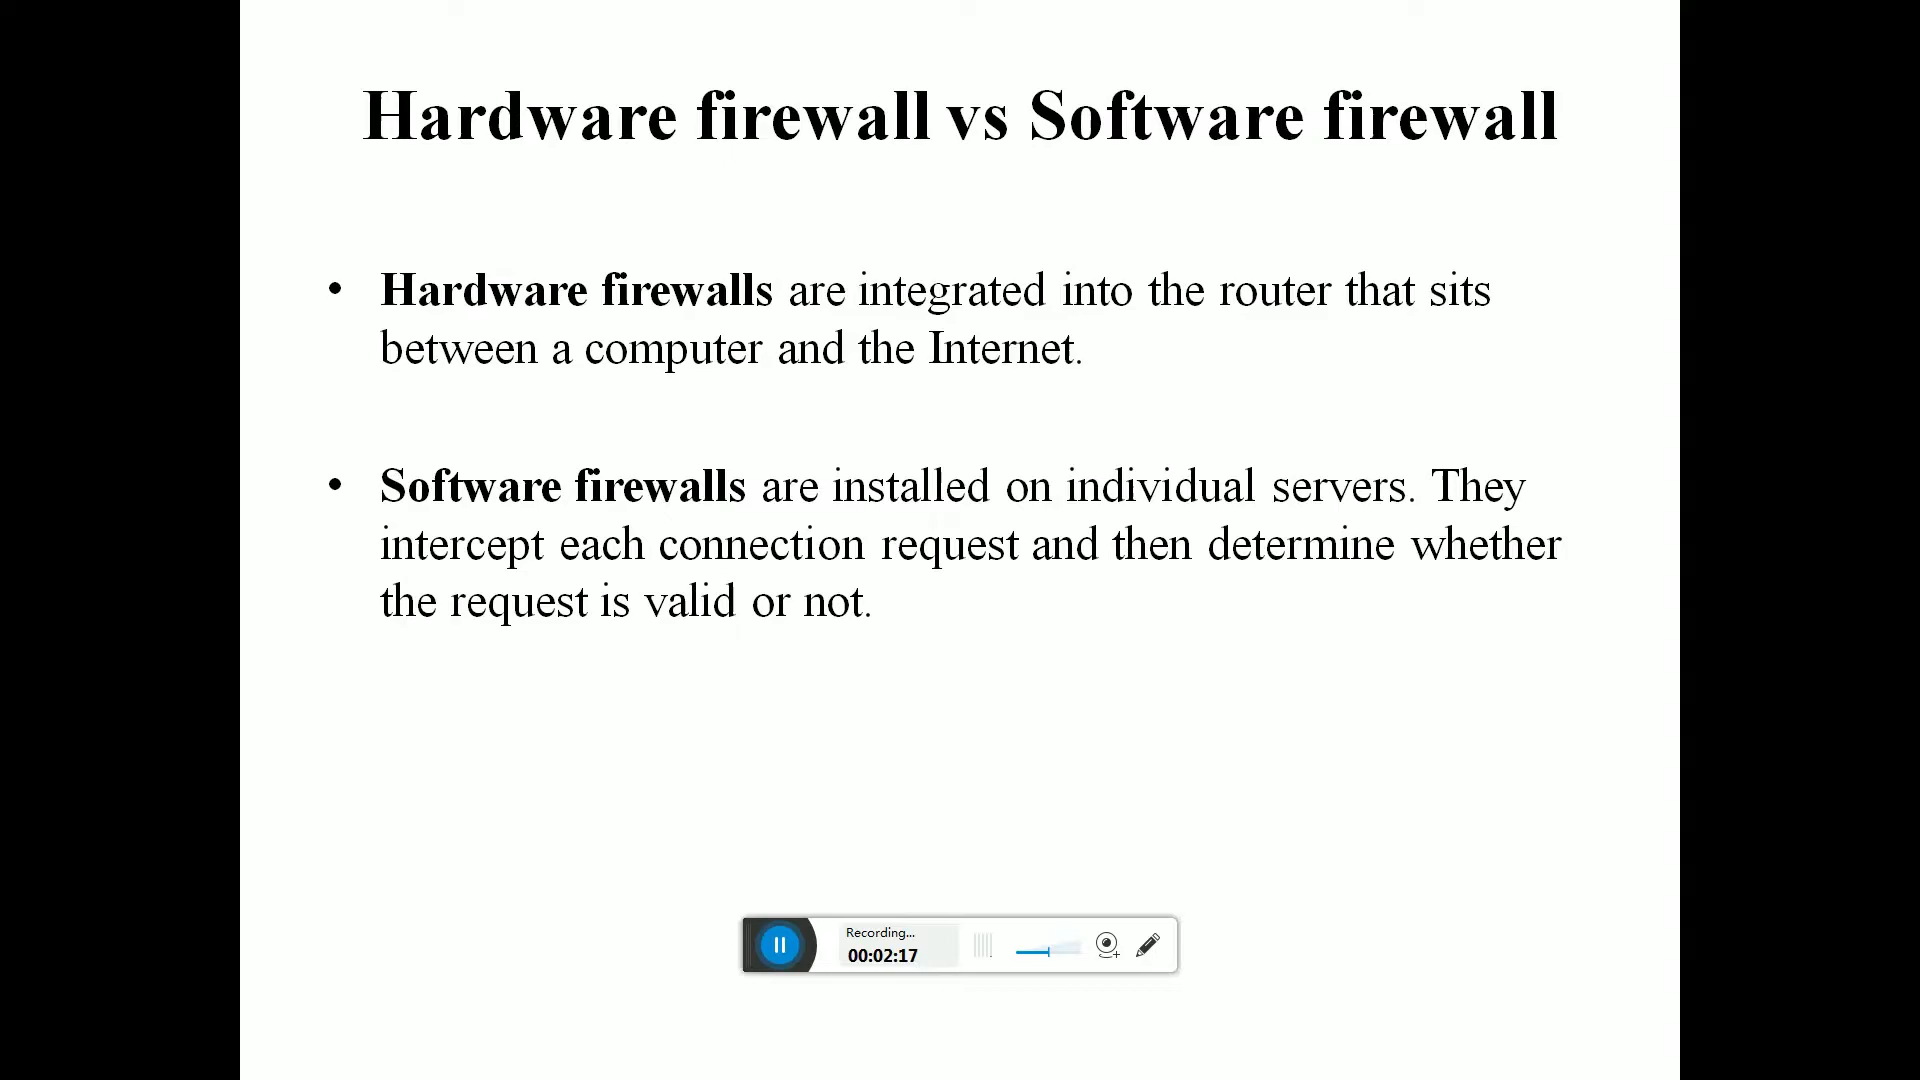 Hardware firewall vs Software firewall
• Hardware firewalls are integrated into the router that sits
between a computer and the Internet.
• Software firewalls are installed on individual servers. They
intercept each connection request and then determine whether
the request is valid or not.
Recording...
00:02:17